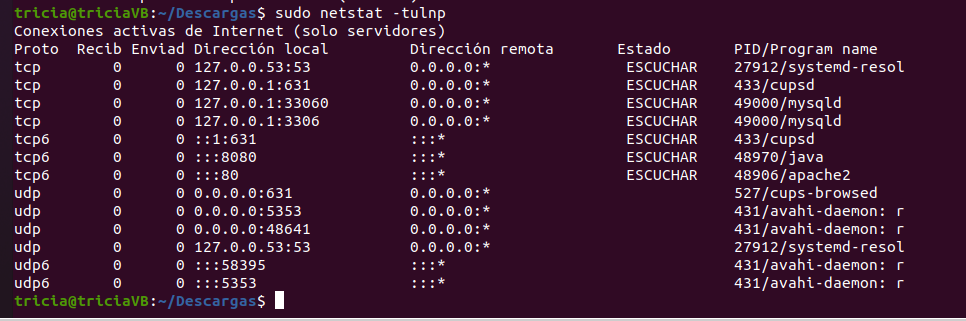 tricia@triciaVB:~/Descargas$ sudo netstat -tulnp
Conexiones activas de Internet (solo servidores)
Proto  Recib Enviad Dirección local         Dirección remota       Estado       PID/Program name
tcp        0      0 127.0.0.53:53           0.0.0.0:*               ESCUCHAR    27912/systemd-resol
tcp        0      0 127.0.0.1:631           0.0.0.0:*               ESCUCHAR    433/cupsd
tcp        0      0 127.0.0.1:33060         0.0.0.0:*               ESCUCHAR    49000/mysqld
tcp        0      0 127.0.0.1:3306          0.0.0.0:*               ESCUCHAR    49000/mysqld
tcp6       0      0 ::1:631                 :::*                    ESCUCHAR    433/cupsd
tcp6       0      0 :::8080                 :::*                    ESCUCHAR    48970/java
tcp6       0      0 :::80                   :::*                    ESCUCHAR    48906/apache2
udp        0      0 0.0.0.0:631             0.0.0.0:*                           527/cups-browsed
udp        0      0 0.0.0.0:5353            0.0.0.0:*                           431/avahi-daemon: r
udp        0      0 0.0.0.0:48641           0.0.0.0:*                           431/avahi-daemon: r
udp        0      0 127.0.0.53:53           0.0.0.0:*                           27912/systemd-resol
udp6       0      0 :::58395                :::*                                431/avahi-daemon: r
udp6       0      0 :::5353                 :::*                                431/avahi-daemon: r
tricia@triciaVB:~/Descargas$